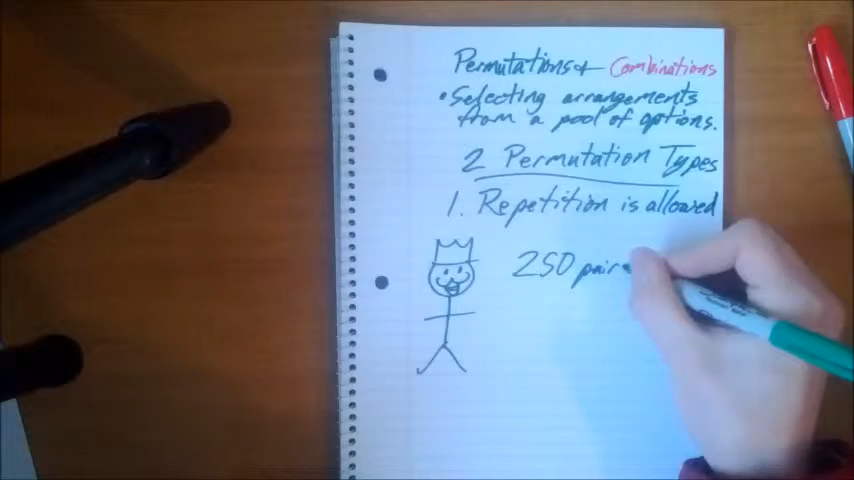 Permutations + Combinations
• Selecting arrangements
from a pool of options.
2 Permutation Types
1. Repetition is allowed
250 pair